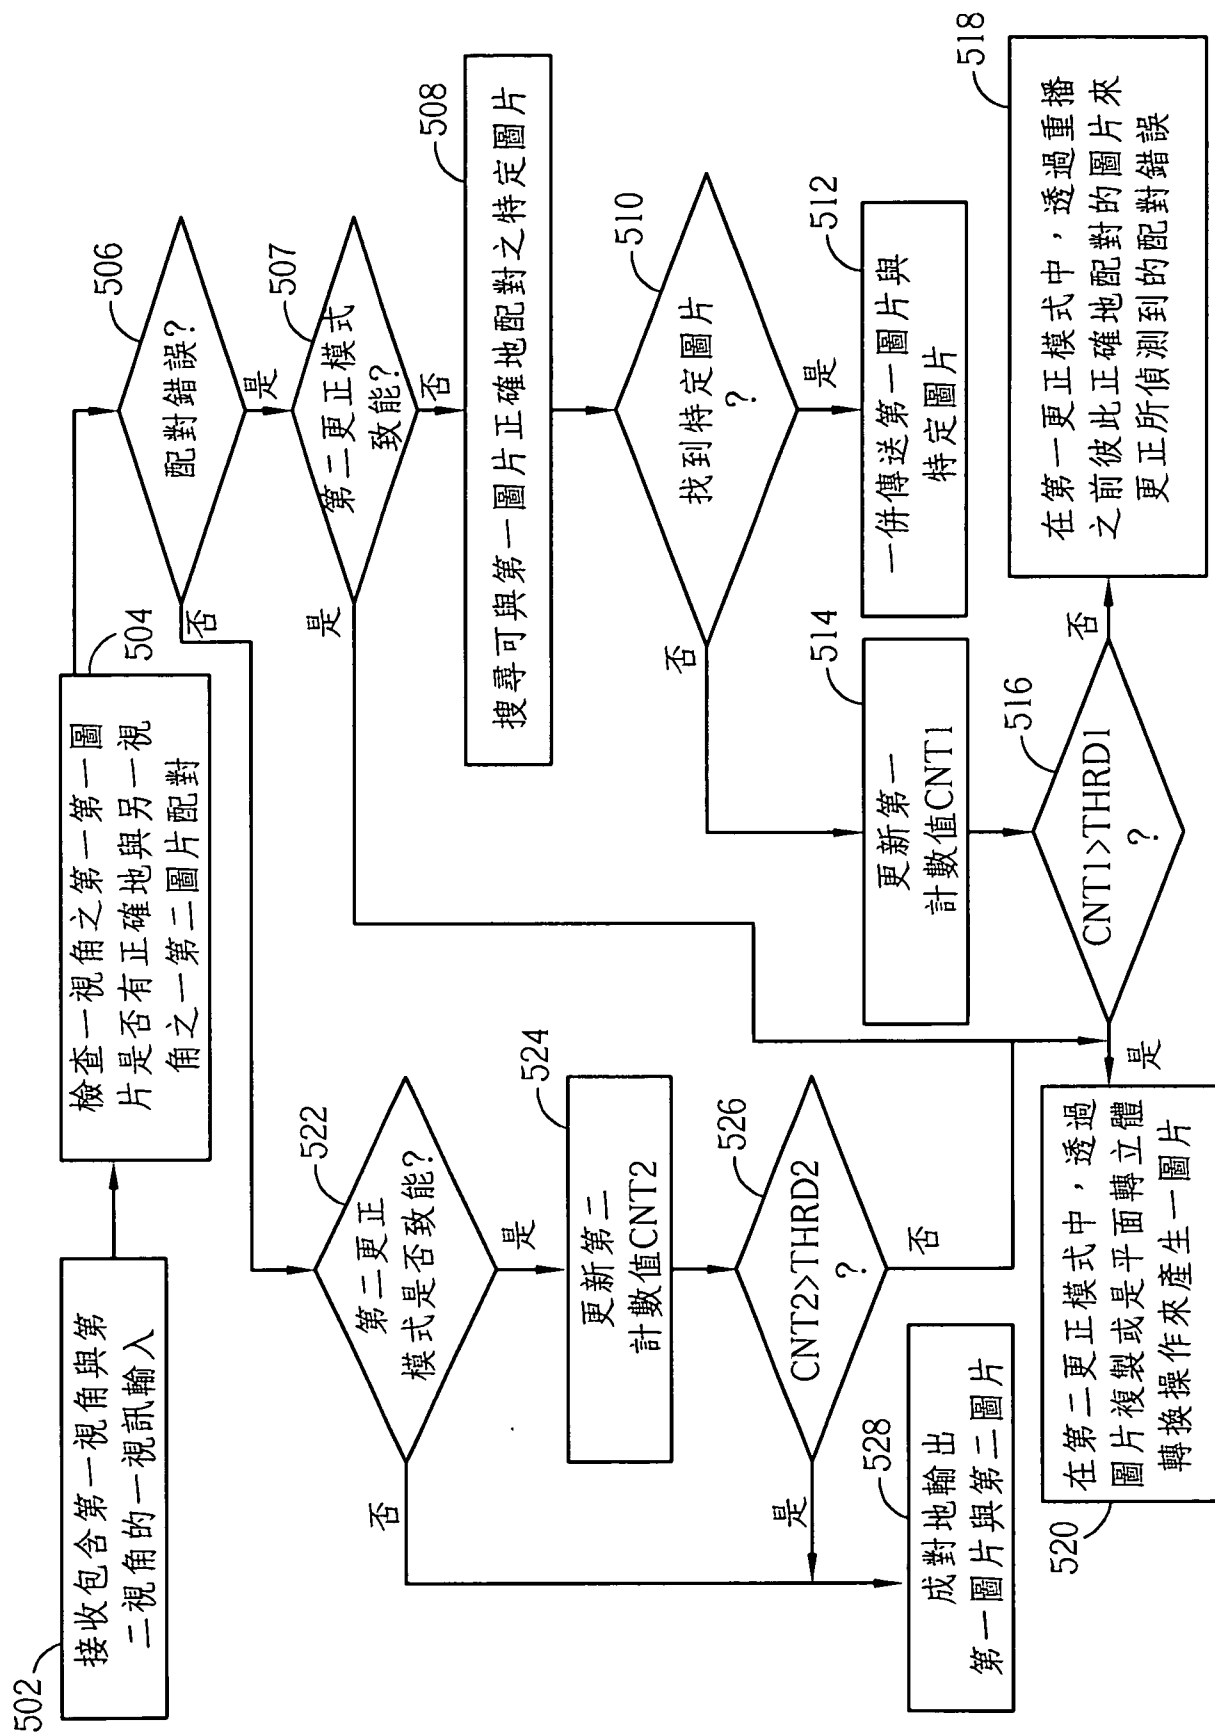 502
接收包含第一視角與第
二視角的一視訊輸入
504
檢查一視角之第一第一圖
片是否有正確地與另一視
角之一第二圖片配對
506
配對錯誤?
是
否
507
第二更正模式
致能?
否
是
508
搜尋可與第一圖片正確地配對之特定圖片
510
找到特定圖片
?
是
否
512
一併傳送第一圖片與
特定圖片
514
更新第一
計數值CNT1
516
CNT1>THRD1
?
否
是
518
在第一更正模式中，透過重播
之前彼此正確地配對的圖片來
更正所偵測到的配對錯誤
520
在第二更正模式中，透過
圖片複製或是平面轉立體
轉換操作來產生一圖片
522
第二更正
模式是否致能?
是
否
524
更新第二
計數值CNT2
526
CNT2>THRD2
?
否
是
528
成對地輸出
第一圖片與第二圖片